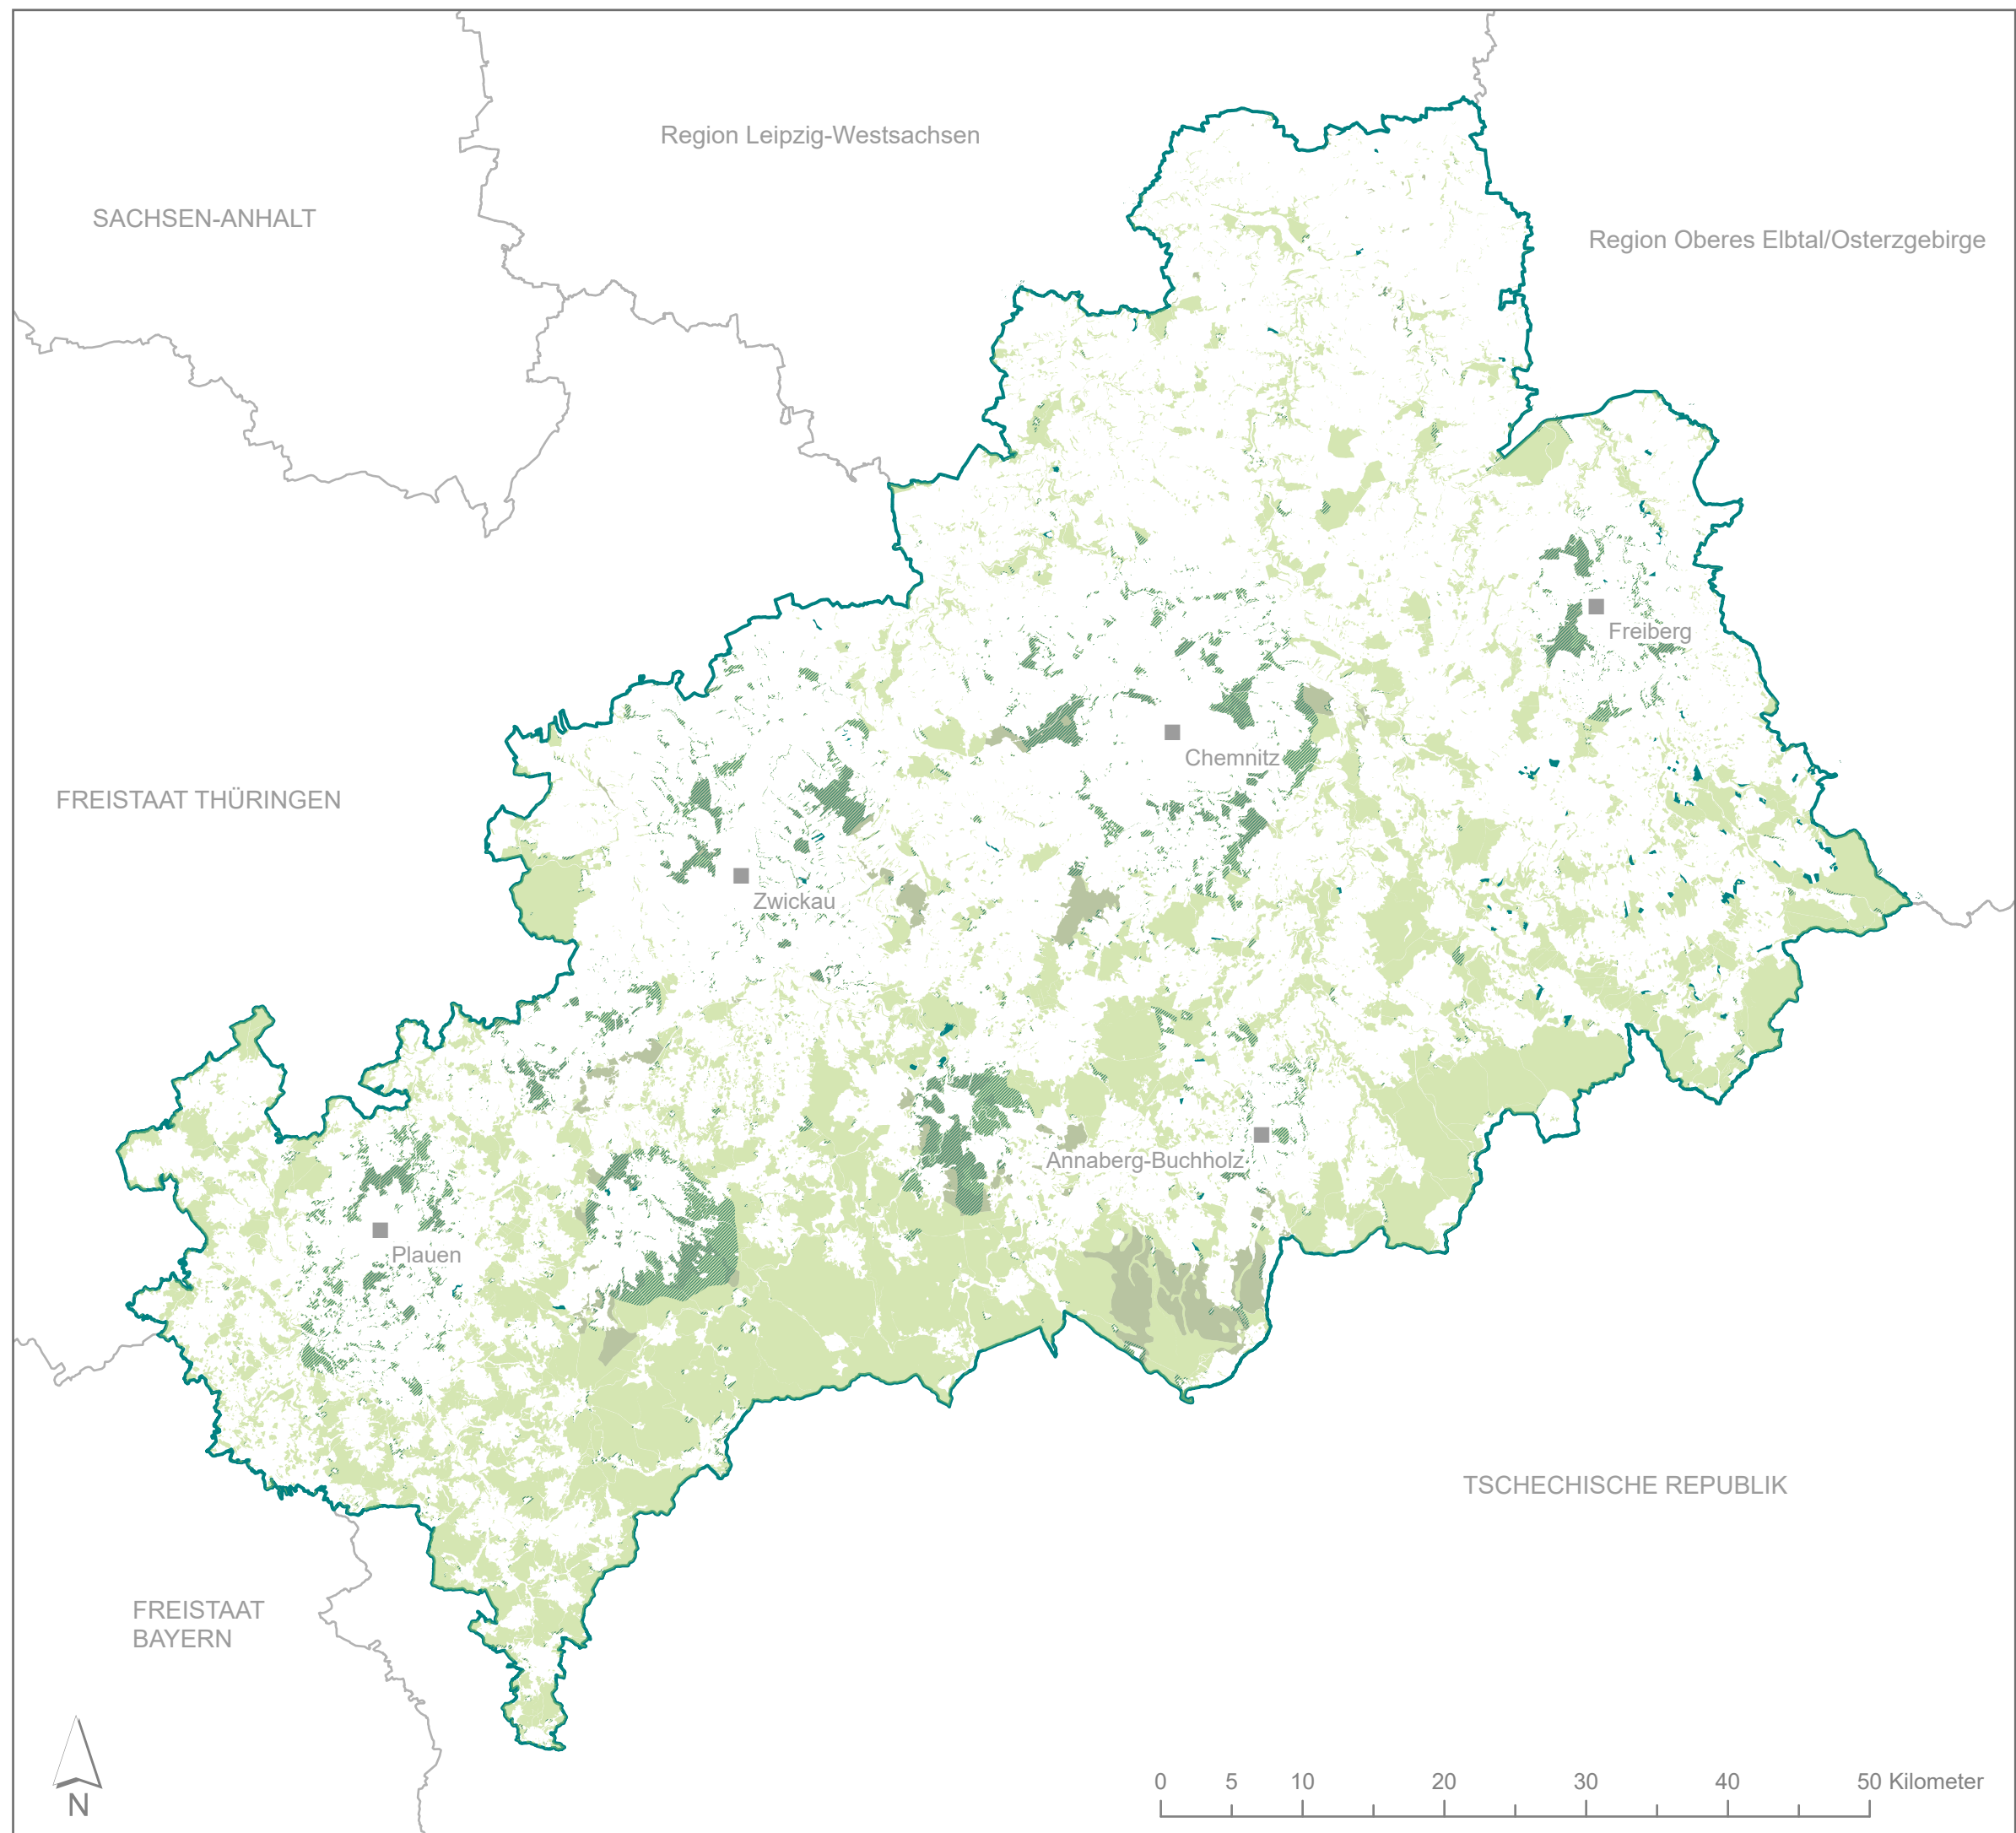 Region Leipzig-Westsachsen
SACHSEN-ANHALT
Region Oberes Elbtal/Osterzgebirge
Freiberg
Chemnitz
FREISTAAT THÜRINGEN
Zwickau
Annaberg-Buchholz
Plauen
TSCHECHISCHE REPUBLIK
FREISTAAT
BAYERN
0 5 10 20 30 40 50 Kilometer
N